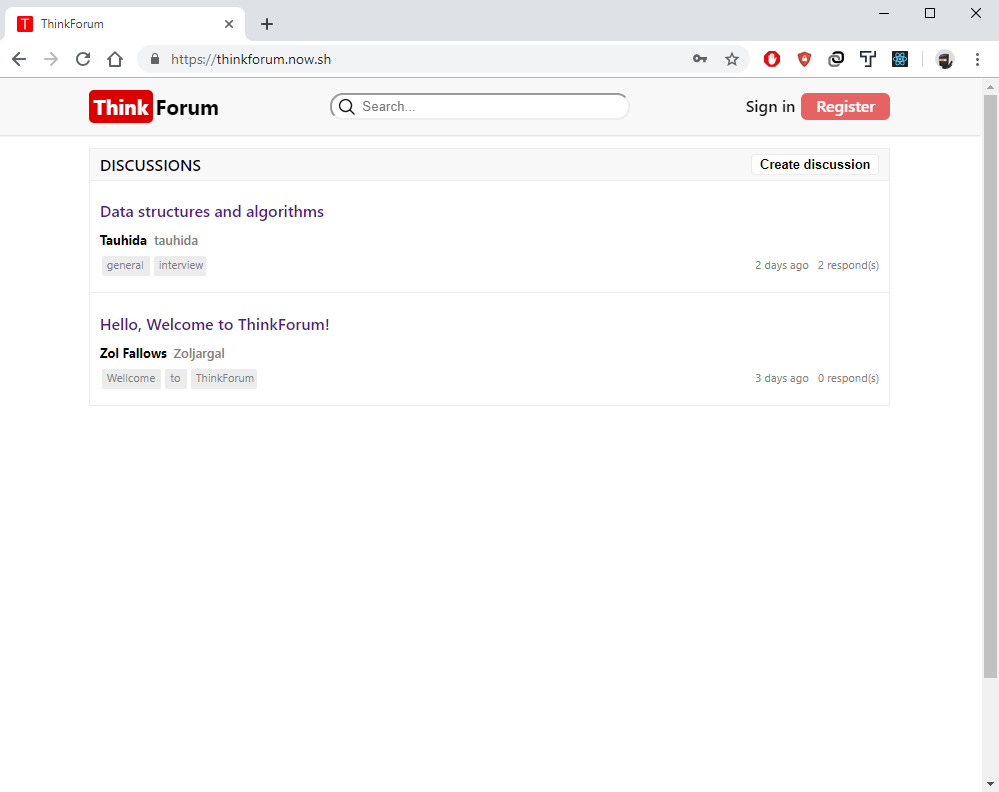 T ThinkForum
https://thinkforum.now.sh
Think Forum
Search...
Sign in
Register
DISCUSSIONS
Create discussion
Data structures and algorithms
Tauhida tauhida
general interview
2 days ago 2 respond(s)
Hello, Welcome to ThinkForum!
Zol Fallows Zoljargal
Wellcome to ThinkForum
3 days ago 0 respond(s)